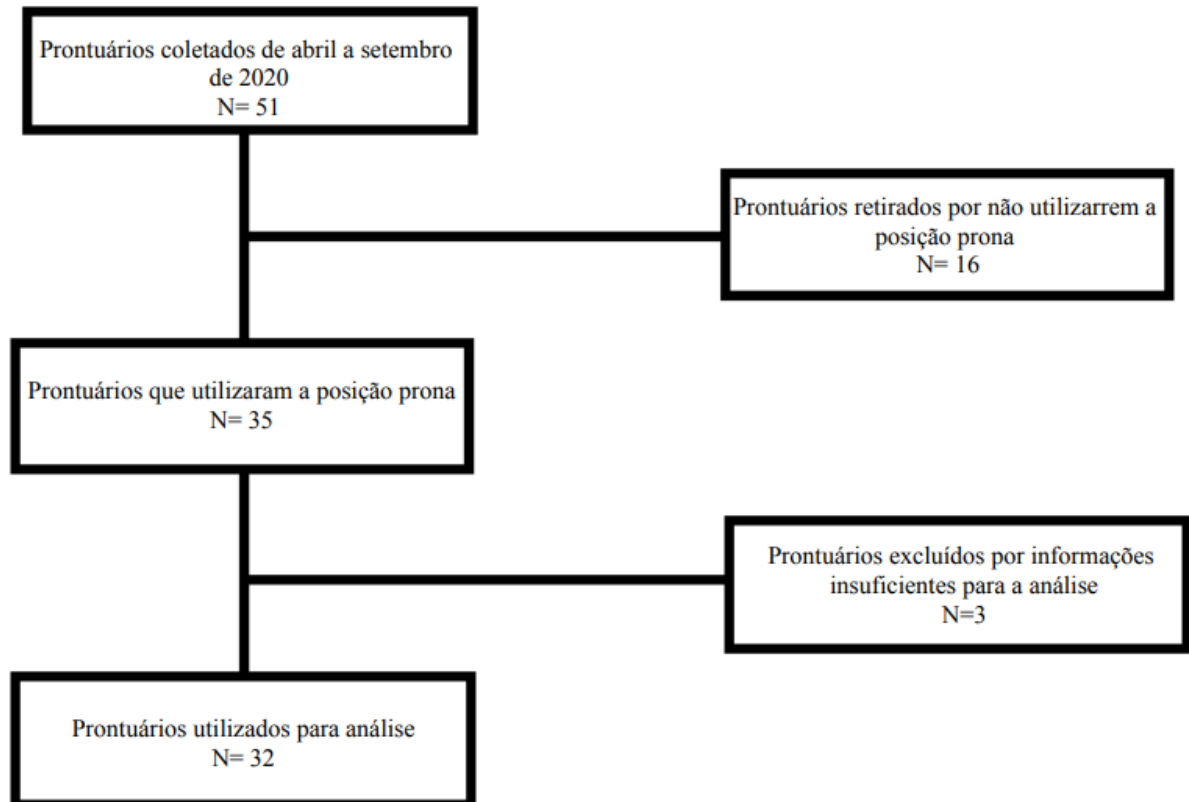 Prontuários coletados de abril a setembro
de 2020
N= 51
Prontuários retirados por não utilizarrem a
posição prona
N= 16
Prontuários que utilizaram a posição prona
N= 35
Prontuários excluídos por informações
insuficientes para a análise
N=3
Prontuários utilizados para análise
N= 32